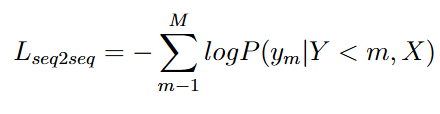 L_{seq2seq} = -\sum_{m-1}^{M} logP(y_m|Y < m, X)